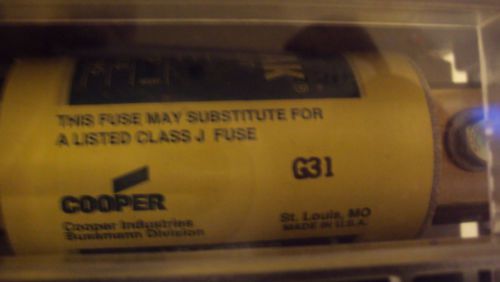 THIS FUSE MAY SUBSTITUTE FOR
A LISTED CLASS J FUSE
G31
COOPER
Cooper Industries
Bussmann Division
St. Louis, MO
MADE IN U.S.A.